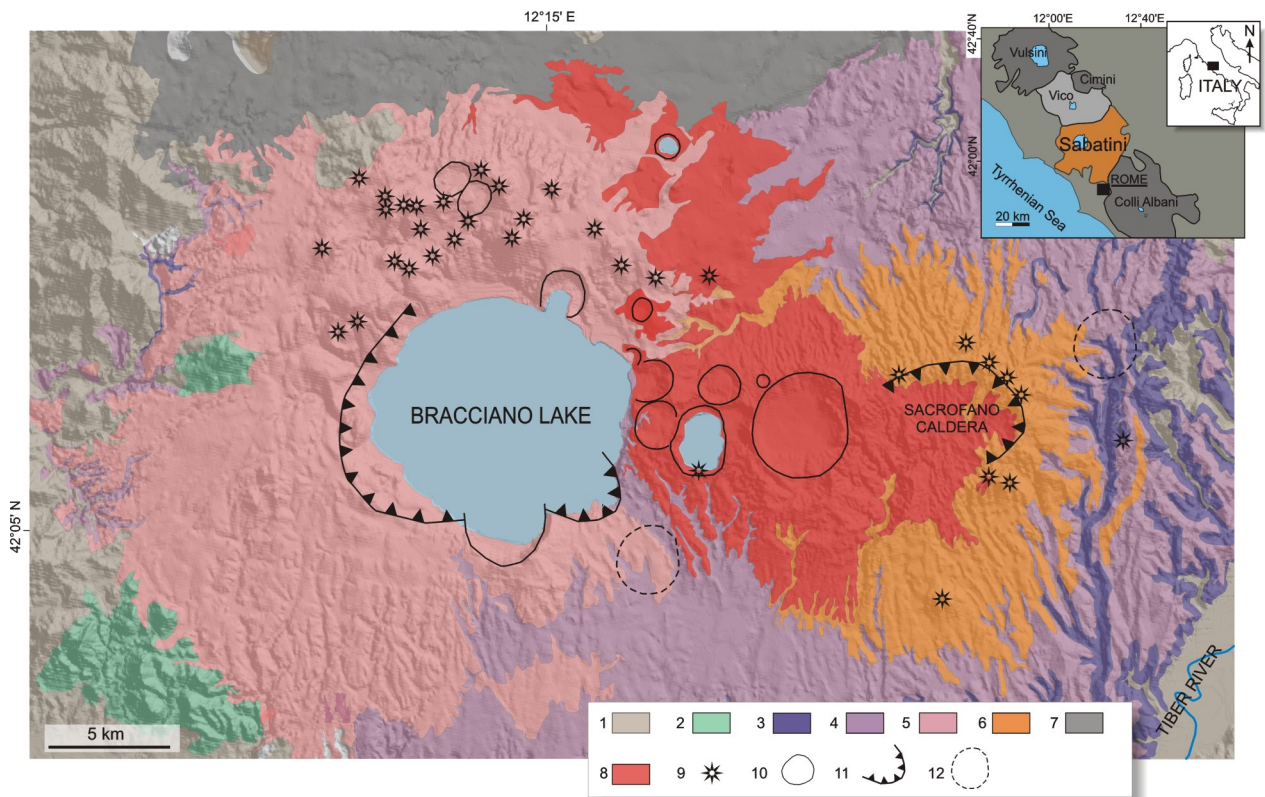 12°15' E
12°00'E
12°40'E
42°40'N
42°00'N
N
ITALY
Vulsini
Cimini
Vico
Sabatini
ROME
Colli Albani
Tyrrhenian Sea
20 km
BRACCIANO LAKE
SACROFANO
CALDERA
42°05' N
TIBER RIVER
5 km
1 2 3 4 5 6 7
8 9 10 11 12